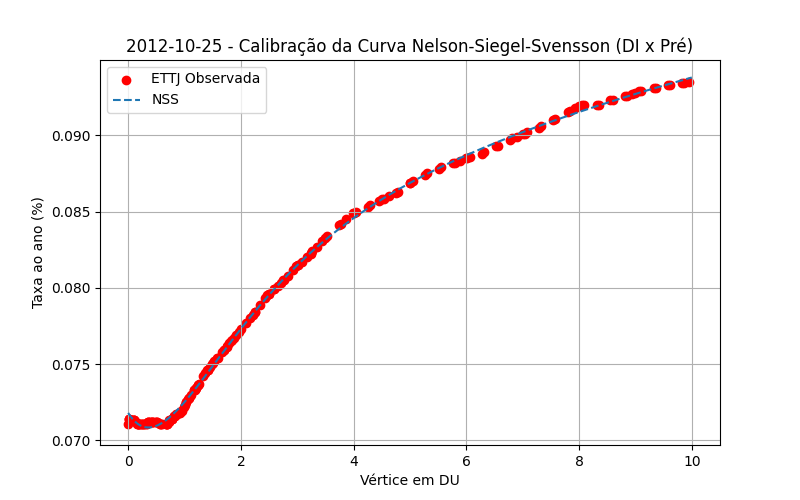 2012-10-25 - Calibração da Curva Nelson-Siegel-Svensson (DI x Pré)
ETTJ Observada
NSS
Taxa ao ano (%)
0.090
0.085
0.080
0.075
0.070
0 2 4 6 8 10
Vértice em DU